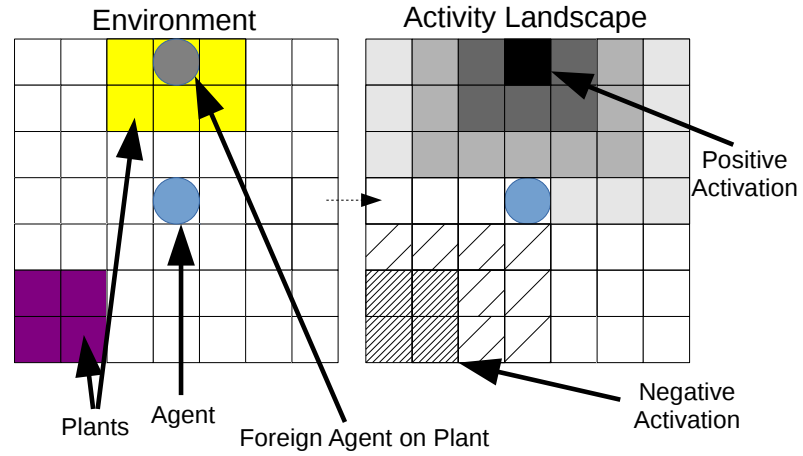 Environment
Activity Landscape
Positive
Activation
Negative
Activation
Plants
Agent
Foreign Agent on Plant